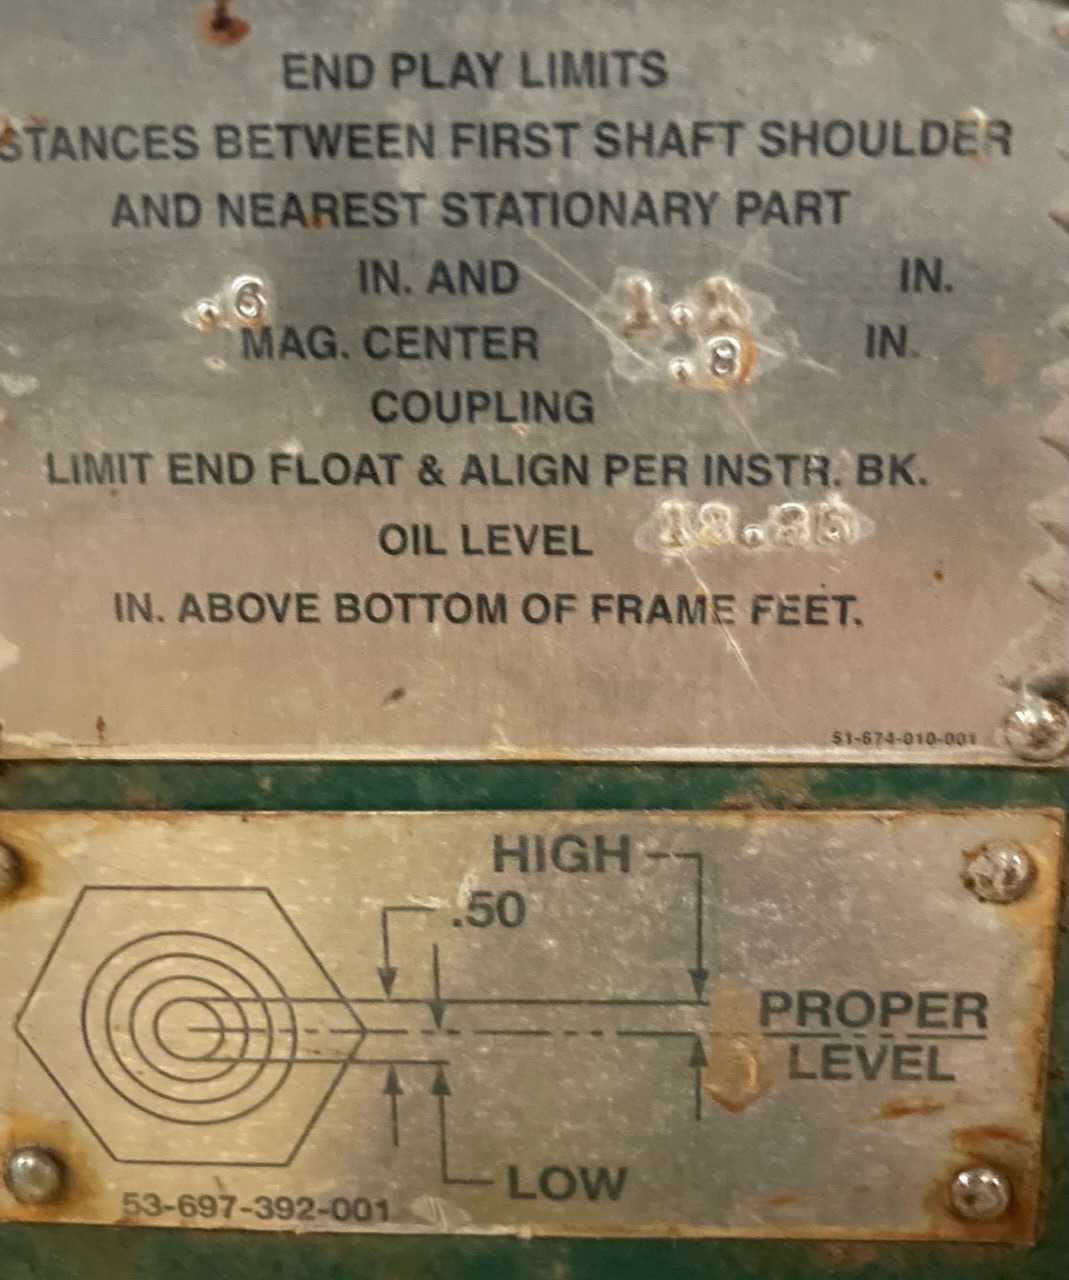 END PLAY LIMITS
STANCES BETWEEN FIRST SHAFT SHOULDER
AND NEAREST STATIONARY PART
.6 IN. AND IN.
MAG. CENTER .8 IN.
COUPLING
LIMIT END FLOAT & ALIGN PER INSTR. BK.
OIL LEVEL
IN. ABOVE BOTTOM OF FRAME FEET.
51-674-010-001
HIGH
.50
PROPER
LEVEL
LOW
53-697-392-001